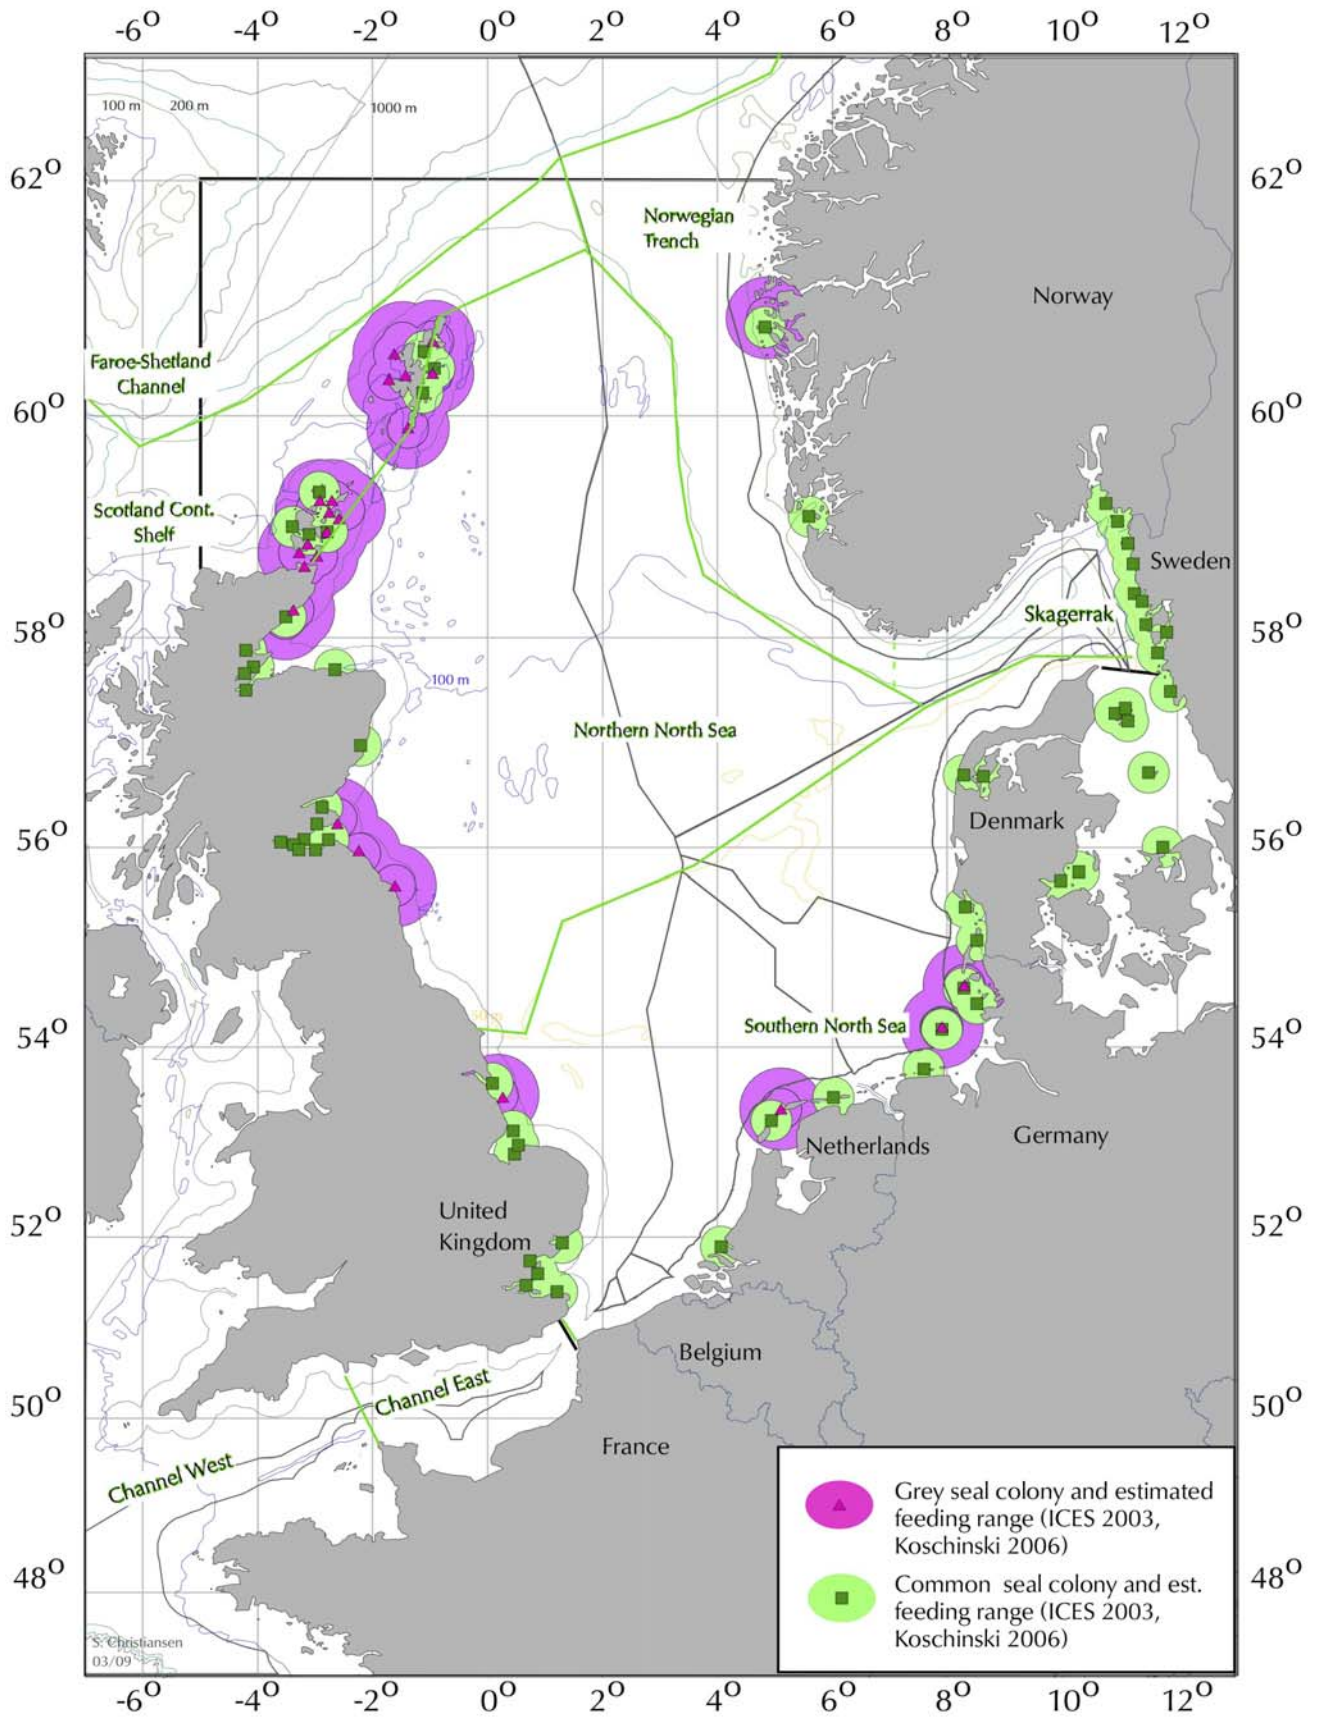 -6° -4° -2° 0° 2° 4° 6° 8° 10° 12°
100 m 200 m 1000 m
62° 62°
Norwegian
Trench
Norway
Faroe-Shetland
Channel
60° 60°
Scotland Cont.
Shelf
Sweden
Skagerrak
58° 58°
100 m
Northern North Sea
Denmark
56° 56°
50 m
Southern North Sea
54° 54°
Germany
Netherlands
United
Kingdom
52° 52°
Belgium
Channel East
50° 50°
France
Channel West
Grey seal colony and estimated
feeding range (ICES 2003,
Koschinski 2006)
48° 48°
Common seal colony and est.
feeding range (ICES 2003,
Koschinski 2006)
S. Christiansen
03/09
-6° -4° -2° 0° 2° 4° 6° 8° 10° 12°